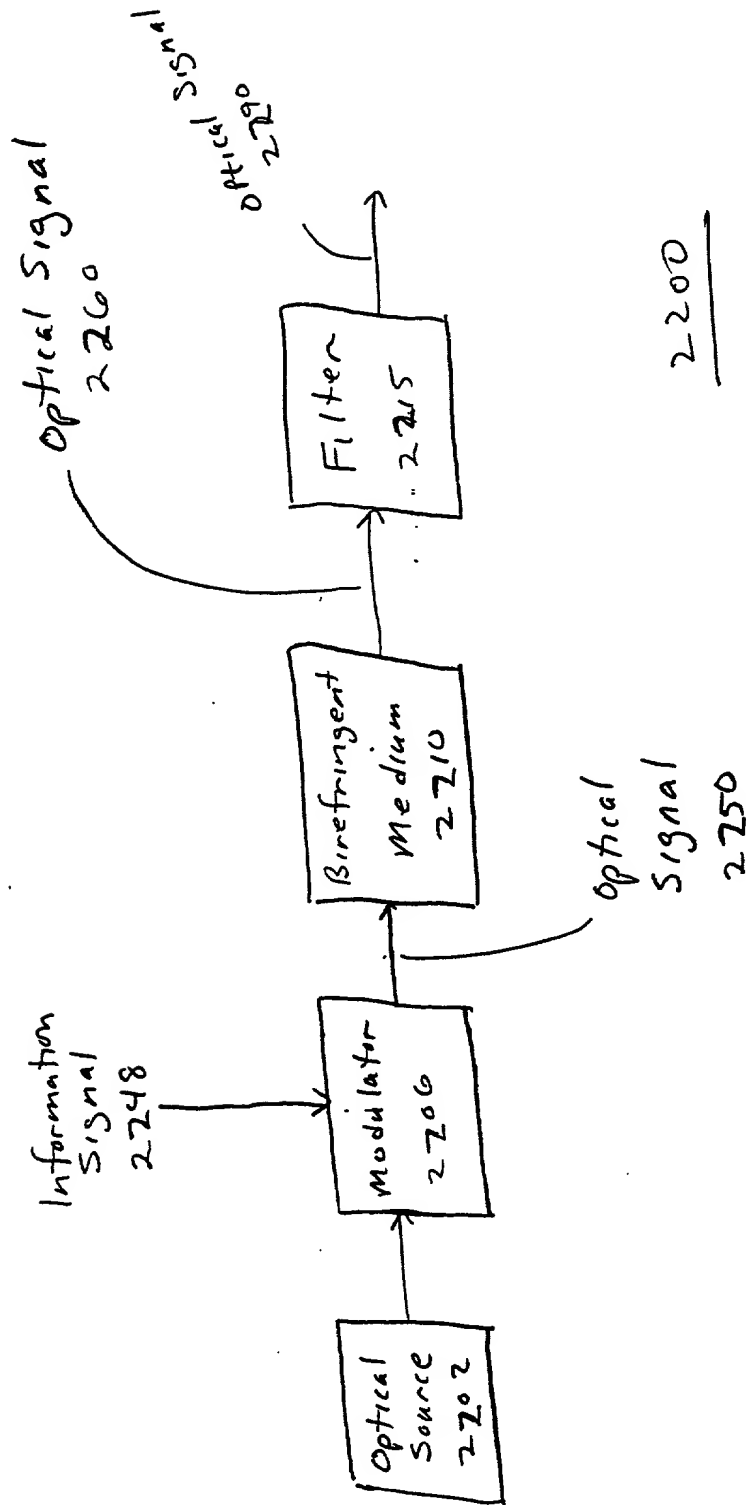 Information
Signal
2248
Optical Signal
2260
Optical Signal
2290
Optical
Source
2202
Modulator
2206
Birefringent
Medium
2210
Filter
2215
Optical
Signal
2250
2200